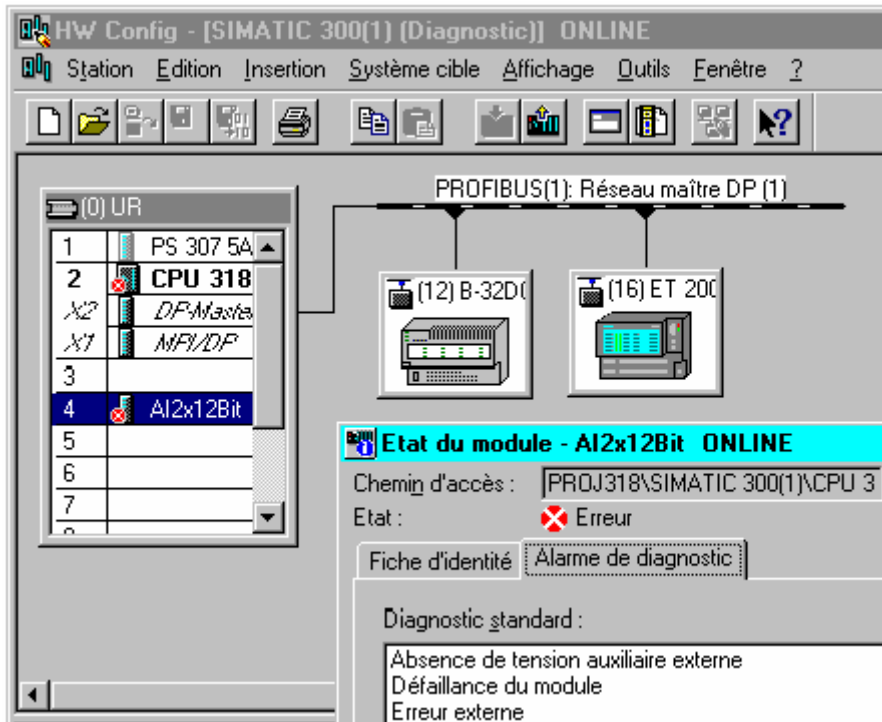 HW Config - [SIMATIC 300(1) (Diagnostic)] ONLINE
Station Edition Insertion Système cible Affichage Outils Fenêtre ?
PROFIBUS(1): Réseau maître DP (1)
(0) UR
1 PS 307 5A
2 CPU 318
X2 DP-Master
X1 MPI/DP
3
4 AI2x12Bit
5
6
7
(12) B-32D
(16) ET 200
Etat du module - AI2x12Bit ONLINE
Chemin d'accès : PROJ318\SIMATIC 300(1)\CPU 3
Etat : Erreur
Fiche d'identité Alarme de diagnostic
Diagnostic standard :
Absence de tension auxiliaire externe
Défaillance du module
Erreur externe